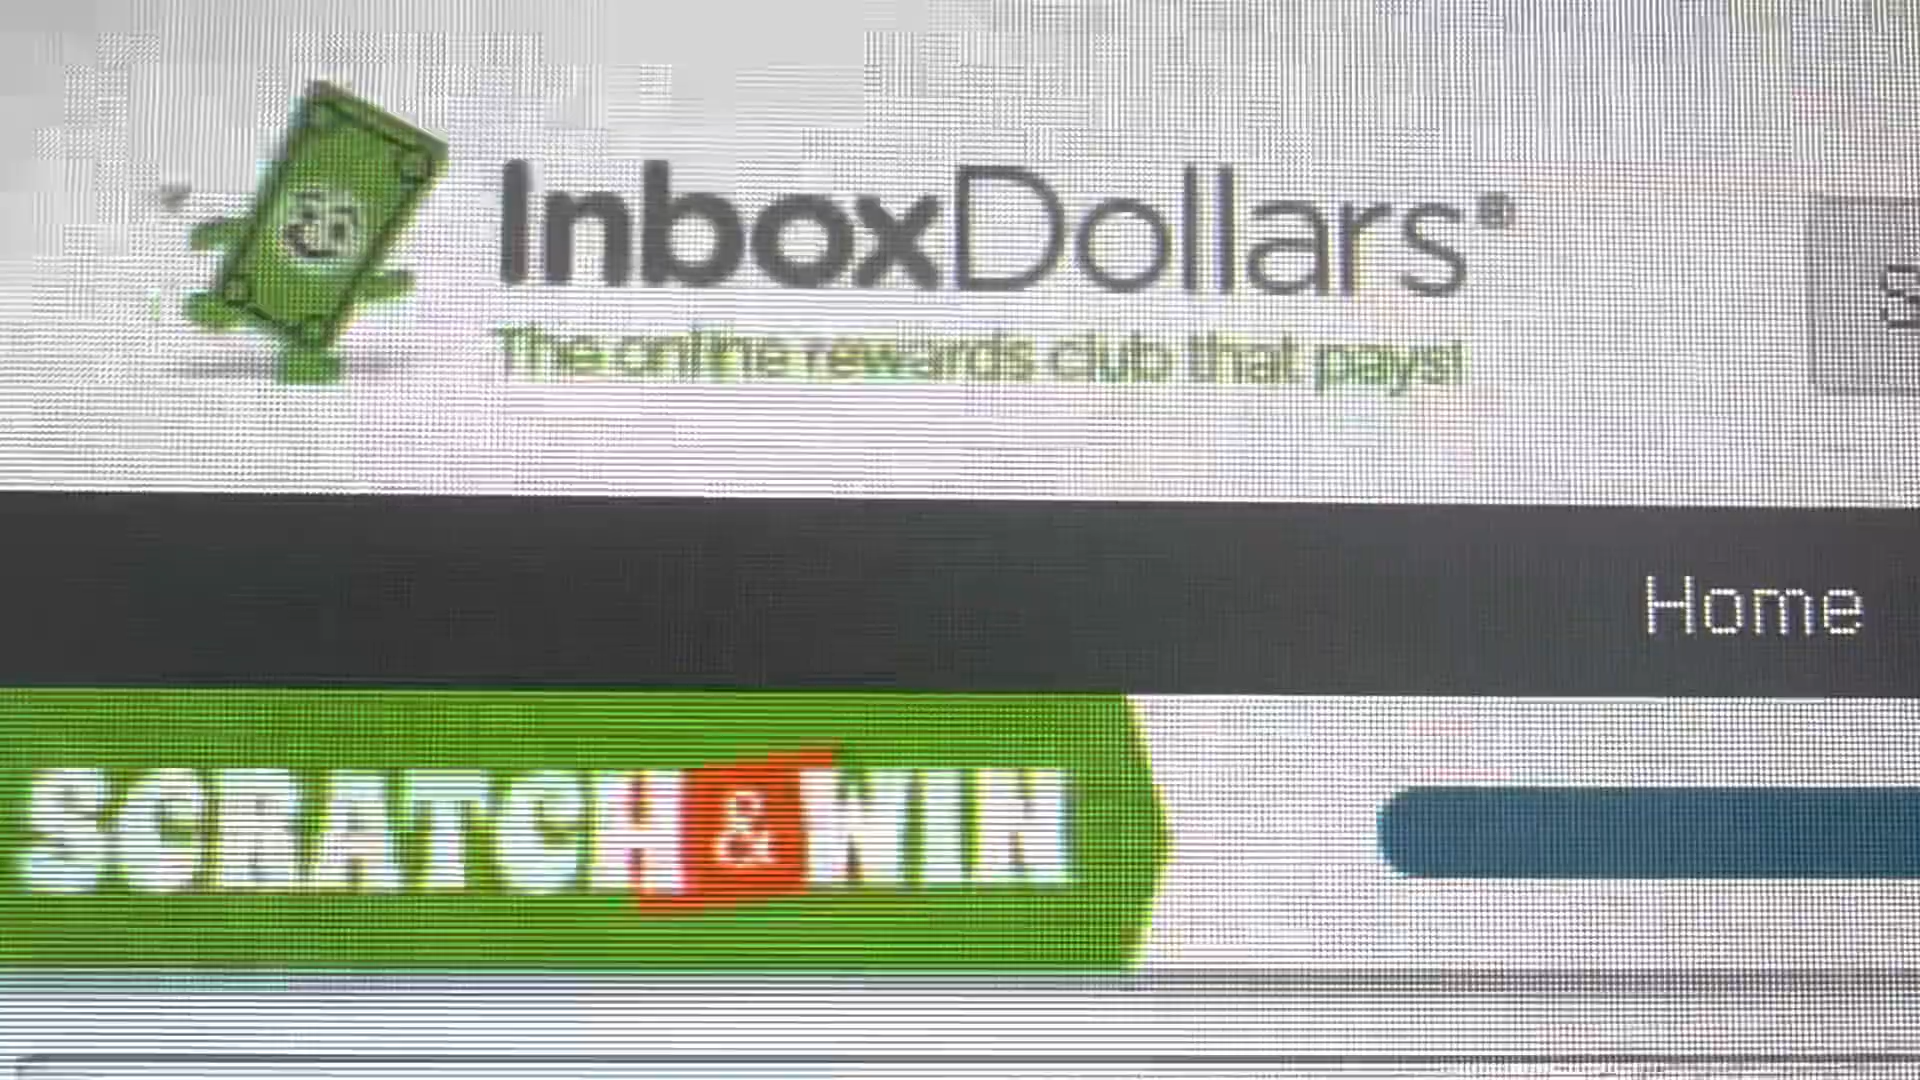 InboxDollars®
The online rewards club that pays!
Home
SCRATCH & WIN